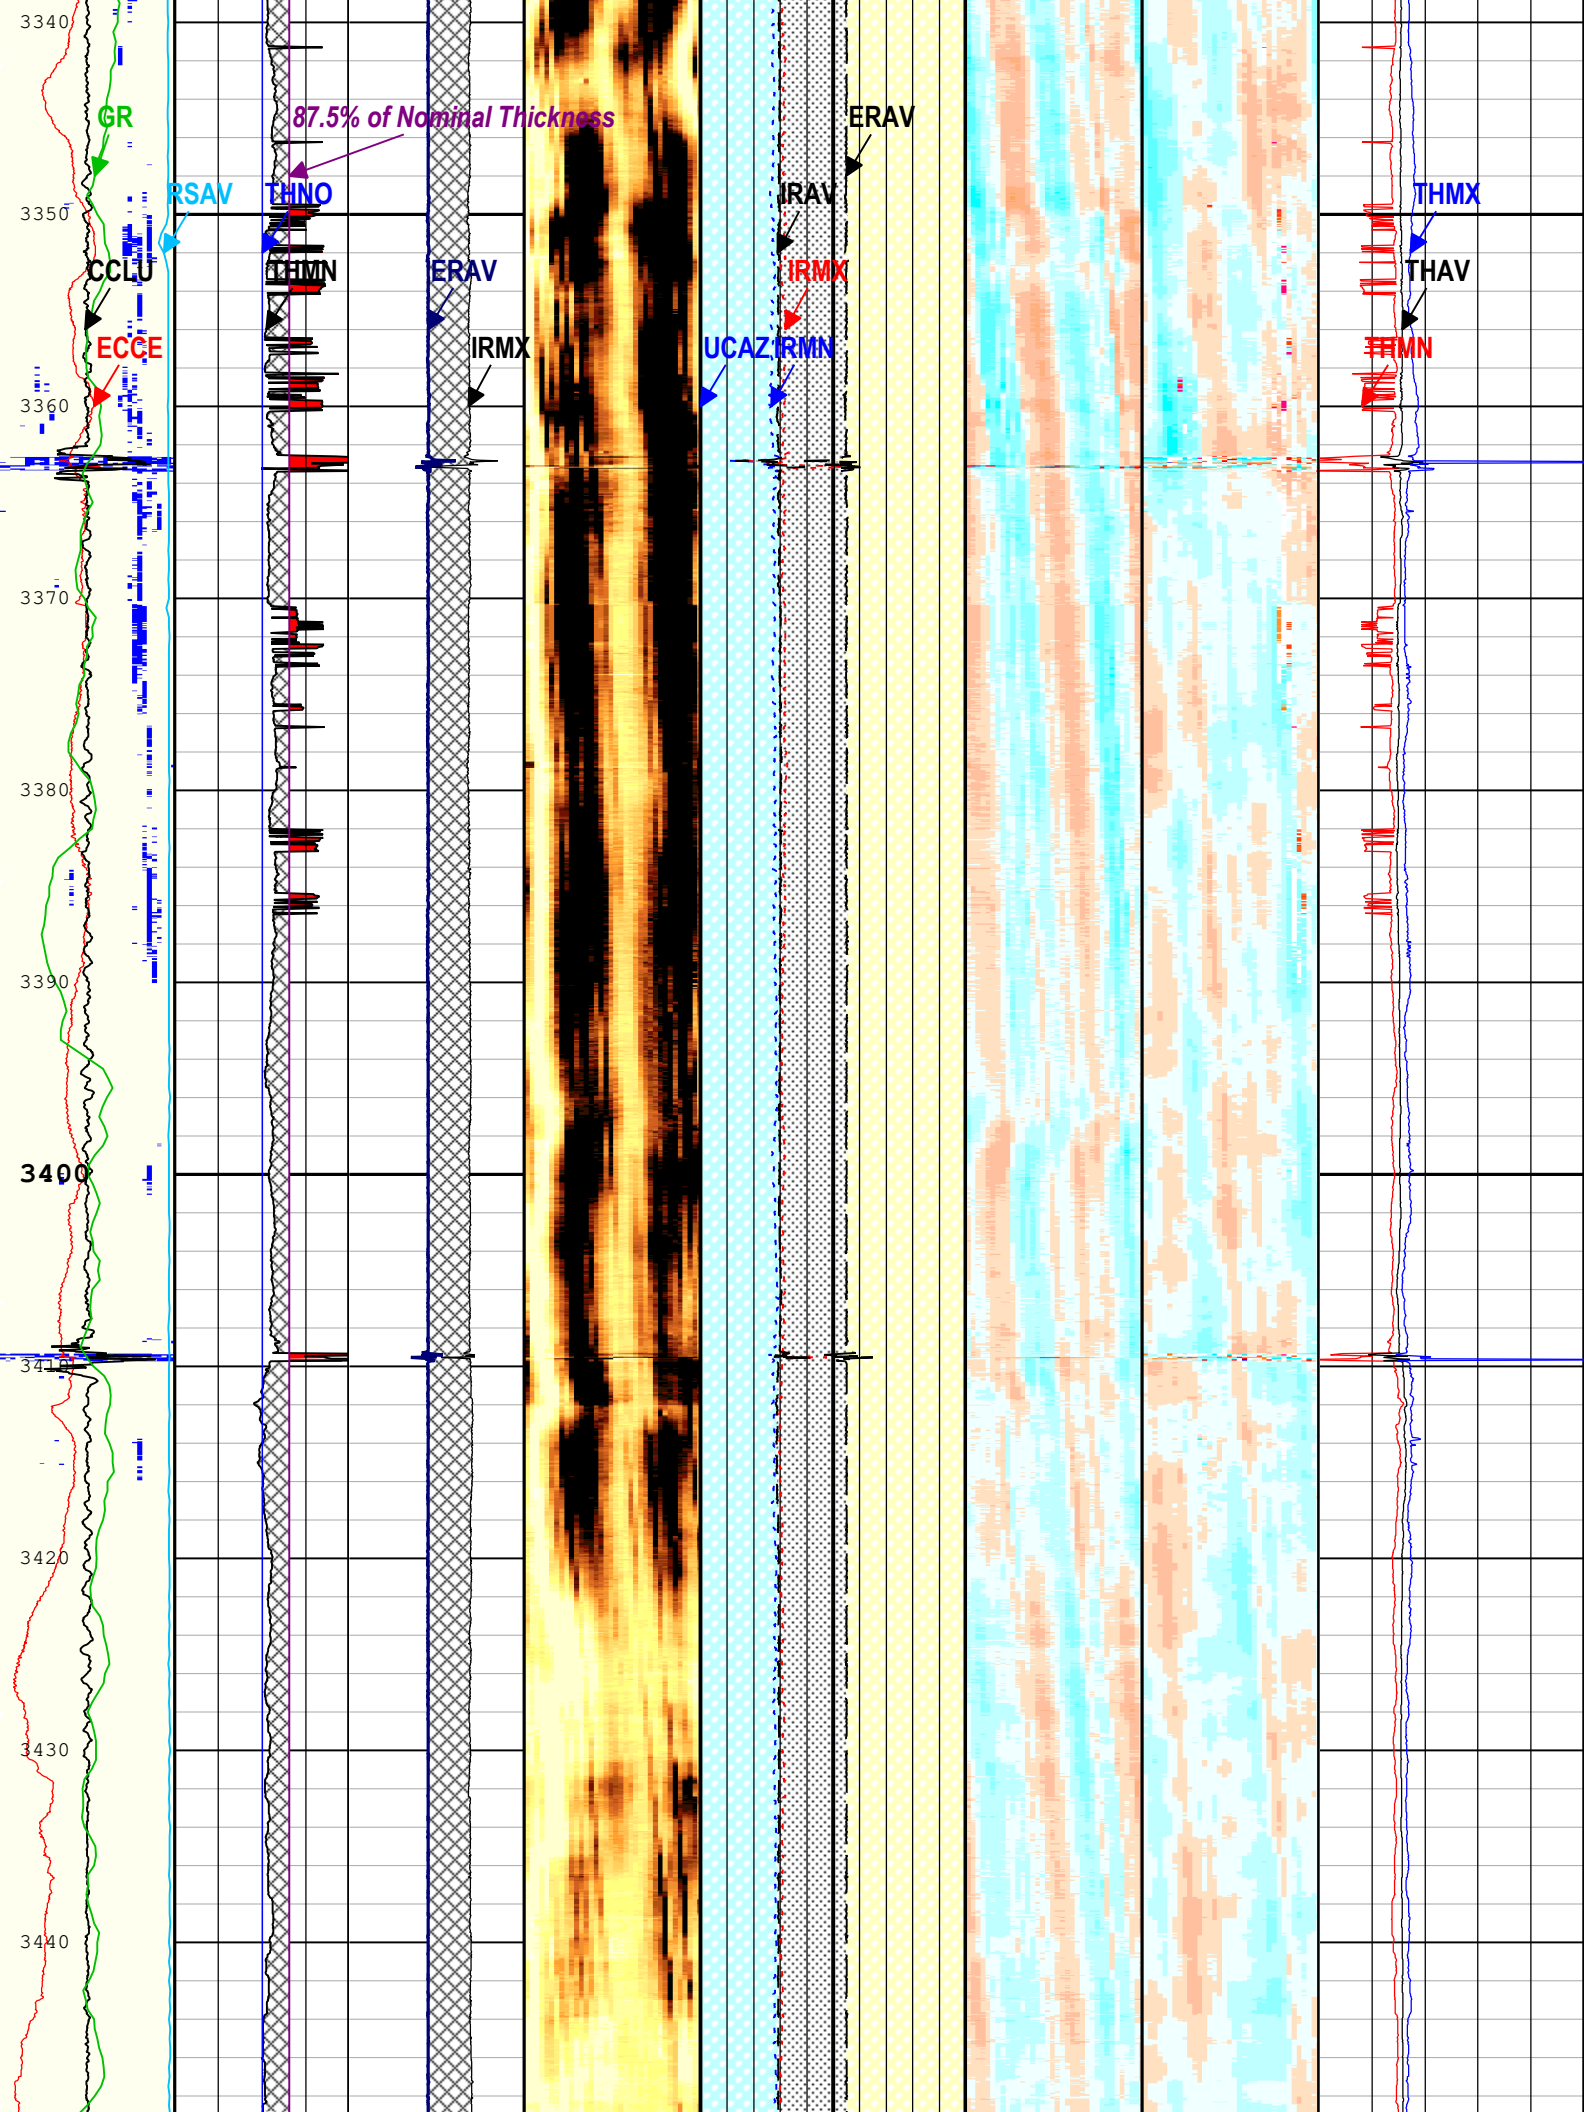 3340
GR 87.5% of Nominal Thickness ERAV
RSAV THNO IRAV THMX
3350
CCLU THMN ERAV IRMX THAV
ECCE IRMX UCAZ IRMN THMN
3360
3370
3380
3390
3400
3410
3420
3430
3440